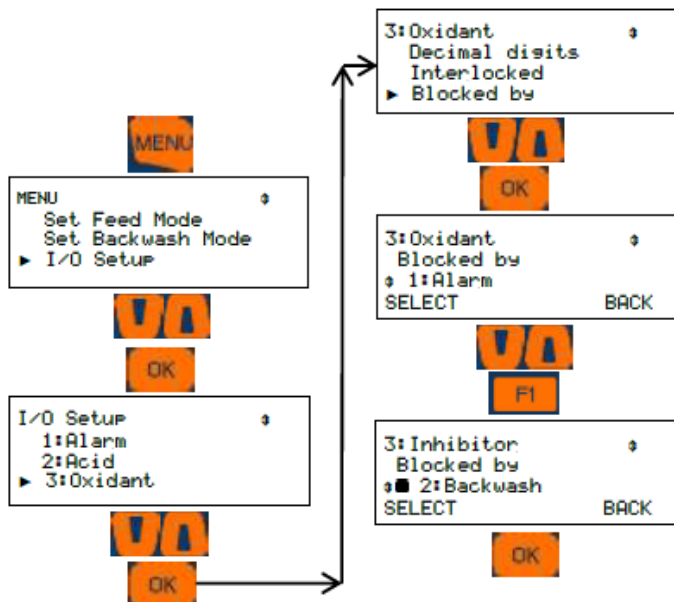 MENU
MENU
Set Feed Mode
Set Backwash Mode
I/O Setup
OK
I/O Setup
1:Alarm
2:Acid
3:Oxidant
OK
3:Oxidant
Decimal digits
Interlocked
Blocked by
OK
3:Oxidant
Blocked by
1:Alarm
SELECT BACK
F1
3:Inhibitor
Blocked by
2:Backwash
SELECT BACK
OK